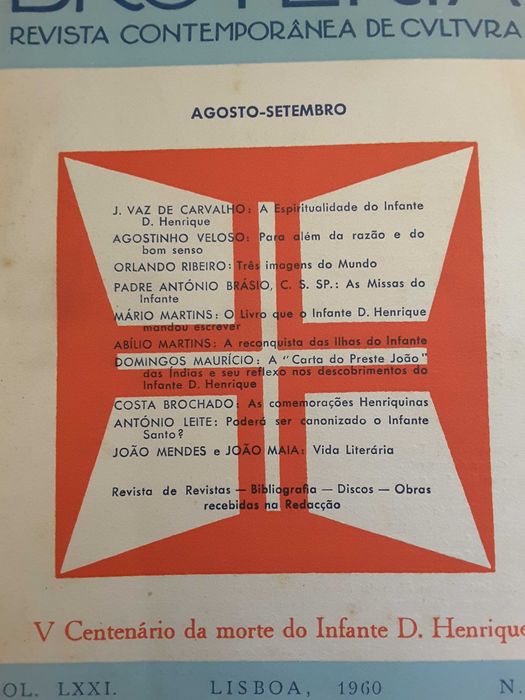 REVISTA CONTEMPORÂNEA DE CVLTVRA
AGOSTO-SETEMBRO
J. VAZ DE CARVALHO: A Espiritualidade do Infante
D. Henrique
AGOSTINHO VELOSO: Para além da razão e do
bom senso
ORLANDO RIBEIRO: Três imagens do Mundo
PADRE ANTÓNIO BRÁSIO, C. S. SP.: As Missas do
Infante
MÁRIO MARTINS: O Livro que o Infante D. Henrique
mandou escrever
ABÍLIO MARTINS: A reconquista das Ilhas do Infante
DOMINGOS MAURÍCIO: A "Carta do Preste João"
das Índias e seu reflexo nos descobrimentos do
Infante D. Henrique
COSTA BROCHADO: As comemorações Henriquinas
ANTÓNIO LEITE: Poderá ser canonizado o Infante
Santo?
JOÃO MENDES e JOÃO MAIA: Vida Literária
Revista de Revistas — Bibliografia — Discos — Obras
recebidas na Redacção
V Centenário da morte do Infante D. Henrique
OL. LXXI. LISBOA, 1960 N.